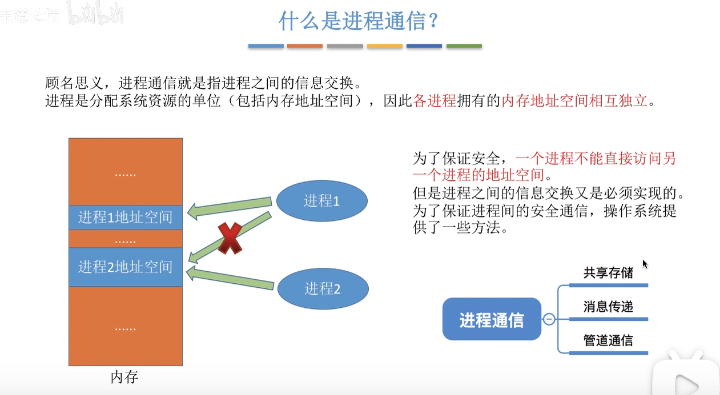 什么是进程通信?
顾名思义，进程通信就是指进程之间的信息交换。
进程是分配系统资源的单位（包括内存地址空间），因此各进程拥有的内存地址空间相互独立。
......
进程1地址空间
......
进程2地址空间
......
内存
进程1
进程2
为了保证安全，一个进程不能直接访问另
一个进程的地址空间。
但是进程之间的信息交换又是必须实现的。
为了保证进程间的安全通信，操作系统提
供了一些方法。
进程通信
共享存储
消息传递
管道通信